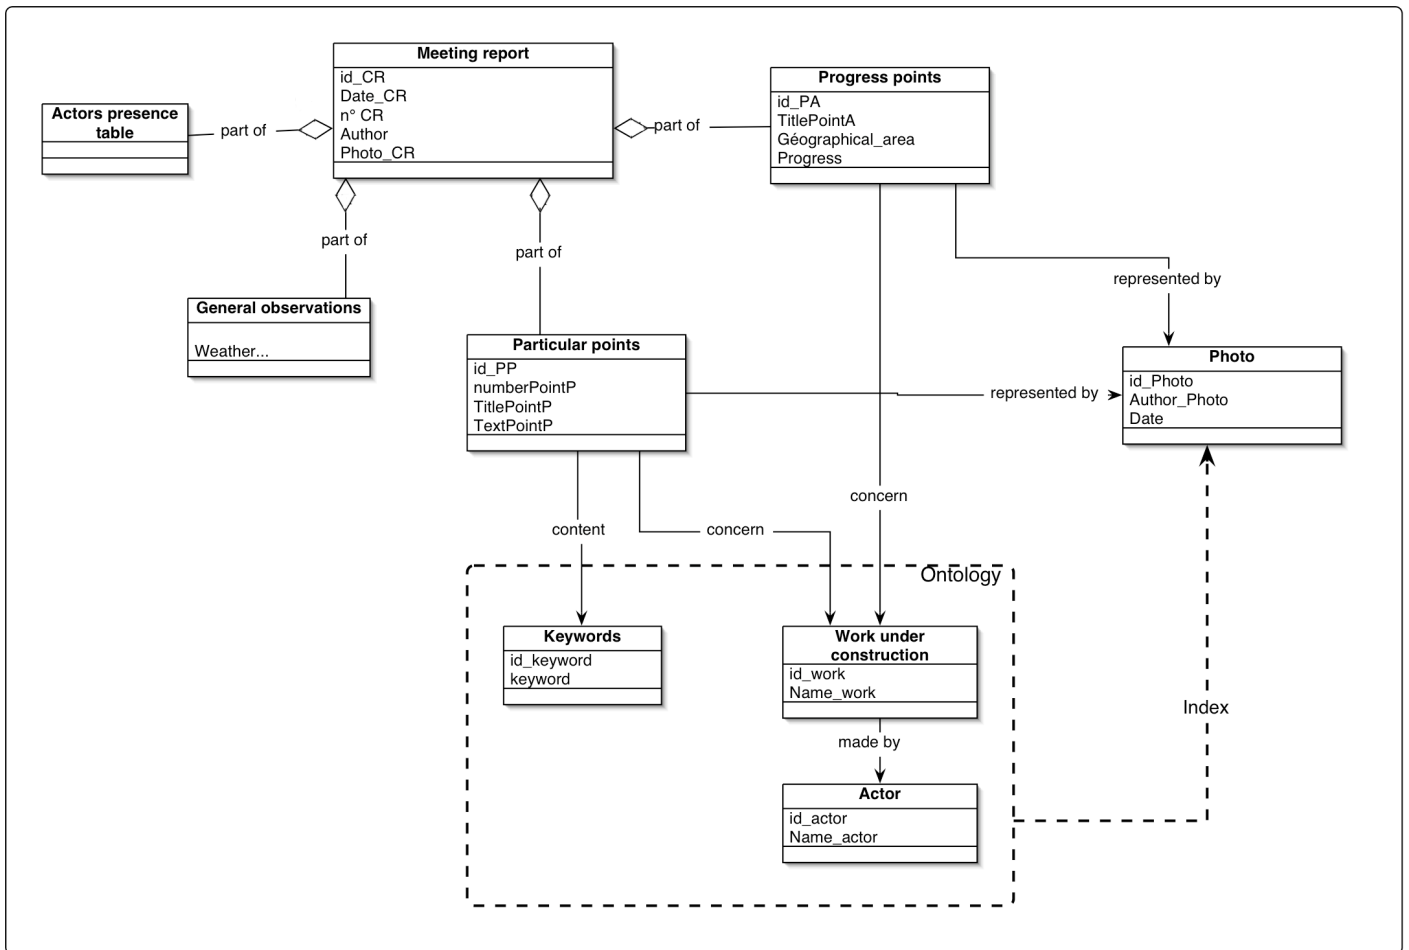 Meeting report
id_CR
Date_CR
n° CR
Author
Photo_CR
Progress points
id_PA
TitlePointA
Géographical_area
Progress
Actors presence
table
part of
part of
part of
part of
General observations
Weather...
represented by
Particular points
id_PP
numberPointP
TitlePointP
TextPointP
represented by
Photo
id_Photo
Author_Photo
Date
concern
content
concern
Ontology
Keywords
id_keyword
keyword
Work under
construction
id_work
Name_work
Index
made by
Actor
id_actor
Name_actor